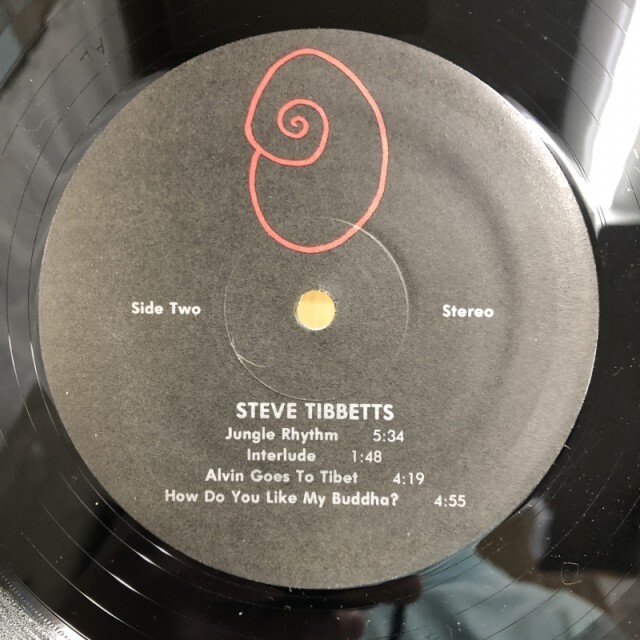 Side Two
Stereo
STEVE TIBBETTS
Jungle Rhythm 5:34
Interlude 1:48
Alvin Goes To Tibet 4:19
How Do You Like My Buddha? 4:55